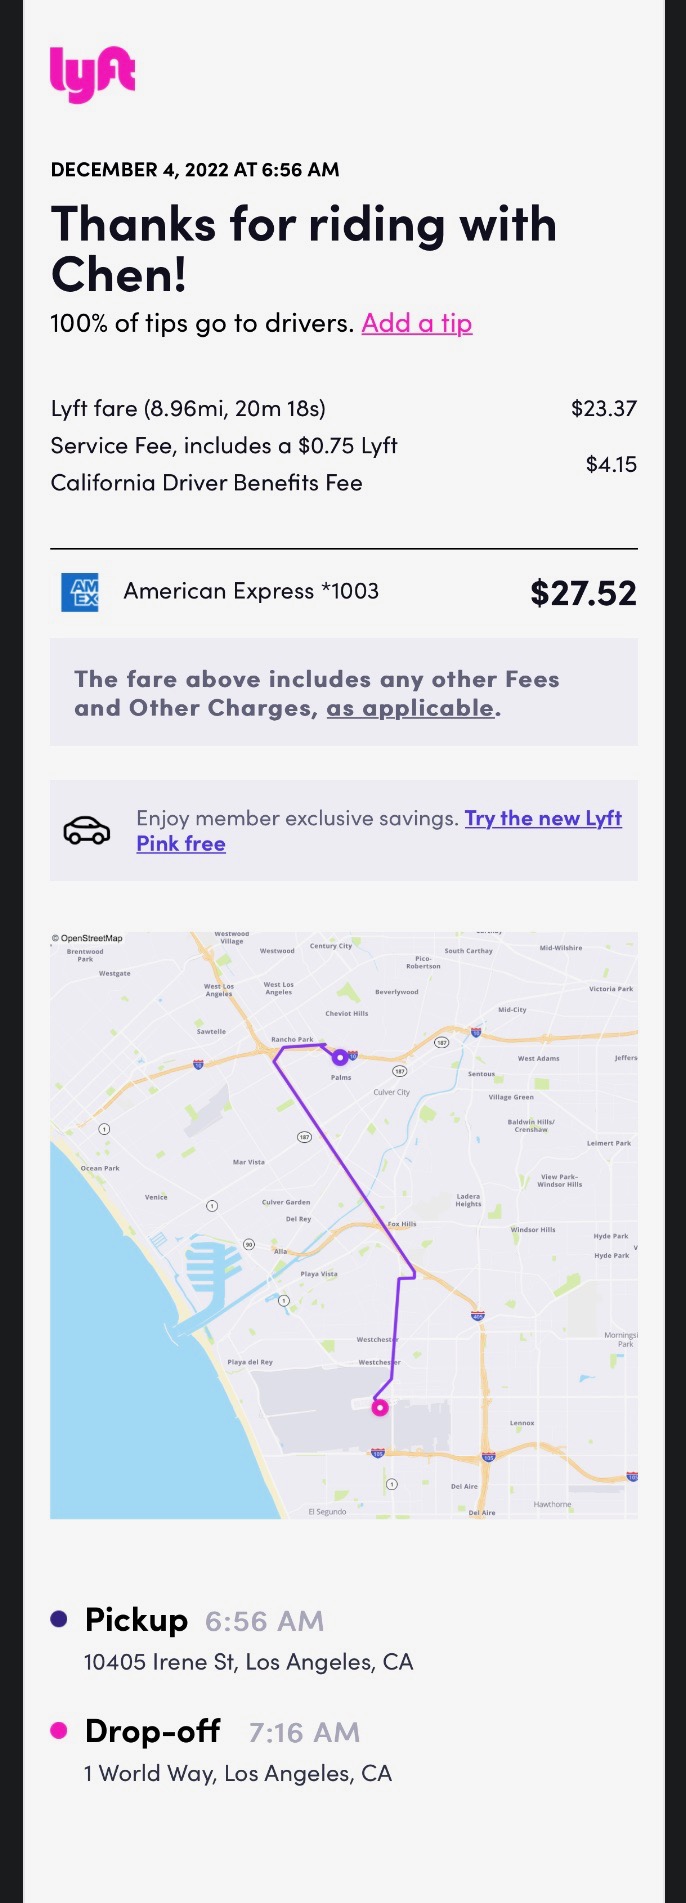 lyft
DECEMBER 4, 2022 AT 6:56 AM
Thanks for riding with
Chen!
100% of tips go to drivers. Add a tip
Lyft fare (8.96mi, 20m 18s) $23.37
Service Fee, includes a $0.75 Lyft
California Driver Benefits Fee $4.15
AM
EX
American Express *1003 $27.52
The fare above includes any other Fees
and Other Charges, as applicable.
Enjoy member exclusive savings. Try the new Lyft
Pink free
© OpenStreetMap
Westwood
Village
Brentwood
Park
Westwood
Century City
South Carthay
Mid-Wilshire
Pico-
Robertson
Westgate
West Los
Angeles
West Los
Angeles
Beverlywood
Victoria Park
Cheviot Hills
Mid-City
Sawtelle
Rancho Park
187
10
10
10
West Adams
Jeffers
Palms
187
Sentous
Culver City
Village Green
Baldwin Hills/
Crenshaw
1
187
Leimert Park
Mar Vista
Ocean Park
View Park-
Windsor Hills
Venice
1
Culver Garden
Ladera
Heights
Del Rey
Fox Hills
Windsor Hills
Hyde Park
90
Alla
Hyde Park
V
Playa Vista
1
405
Westchester
Morningsi
Park
Playa del Rey
Westchester
Lennox
105
105
105
1
Del Aire
El Segundo
Del Aire
Hawthorne
Pickup 6:56 AM
10405 Irene St, Los Angeles, CA
Drop-off 7:16 AM
1 World Way, Los Angeles, CA